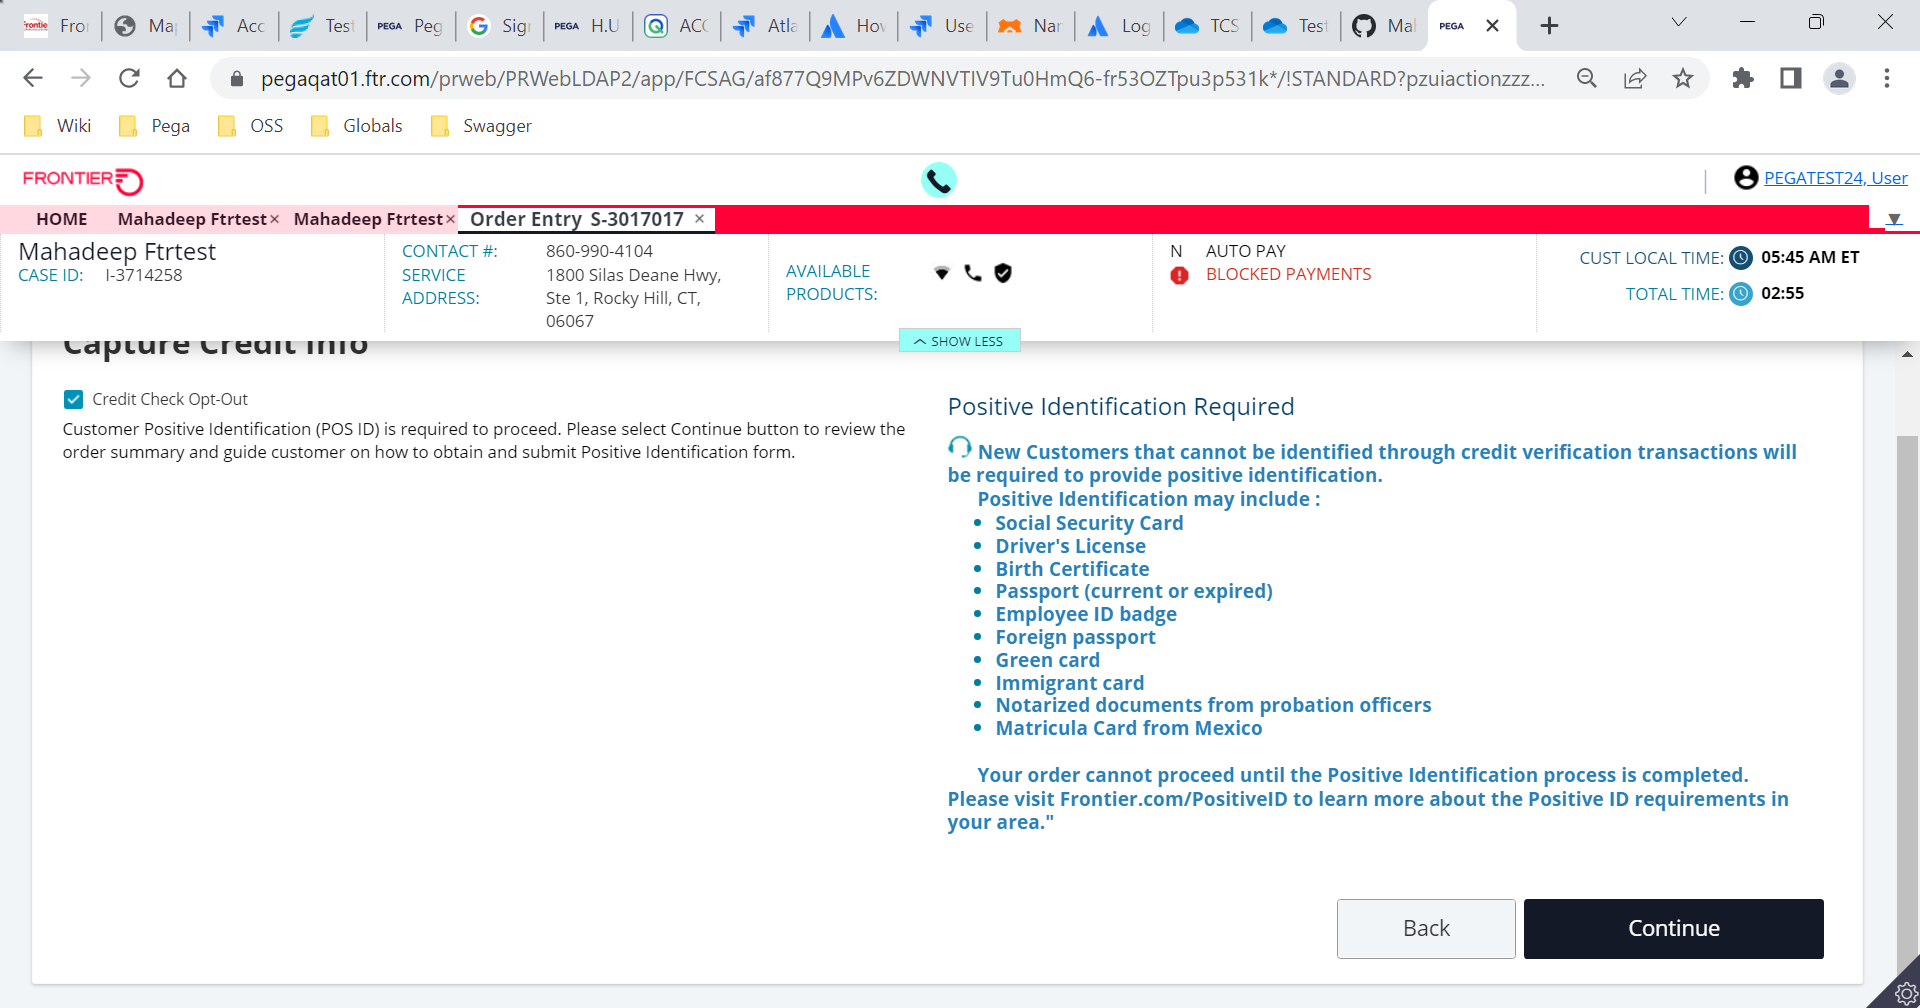 Fro
Ma
Acc
Test
PEGA Peg
Sig
PEGA H.U
AC
Atla
Hov
Use
Nar
Log
TCS
Test
Ma
PEGA
pegaqat01.ftr.com/prweb/PRWebLDAP2/app/FCSAG/af877Q9MPv6ZDWNVTIV9Tu0HmQ6-fr53OZTpu3p531k*/!STANDARD?pzuiactionzzz...
Wiki Pega OSS Globals Swagger
FRONTIER
PEGATEST24, User
HOME Mahadeep Ftrtest× Mahadeep Ftrtest× Order Entry S-3017017 ×
Mahadeep Ftrtest
CASE ID: I-3714258
CONTACT #: 860-990-4104
SERVICE ADDRESS: 1800 Silas Deane Hwy,
Ste 1, Rocky Hill, CT,
06067
AVAILABLE
PRODUCTS:
N AUTO PAY
BLOCKED PAYMENTS
CUST LOCAL TIME: 05:45 AM ET
TOTAL TIME: 02:55
SHOW LESS
Capture Credit Info
Credit Check Opt-Out
Customer Positive Identification (POS ID) is required to proceed. Please select Continue button to review the
order summary and guide customer on how to obtain and submit Positive Identification form.
Positive Identification Required
New Customers that cannot be identified through credit verification transactions will
be required to provide positive identification.
Positive Identification may include :
• Social Security Card
• Driver's License
• Birth Certificate
• Passport (current or expired)
• Employee ID badge
• Foreign passport
• Green card
• Immigrant card
• Notarized documents from probation officers
• Matricula Card from Mexico
Your order cannot proceed until the Positive Identification process is completed.
Please visit Frontier.com/PositiveID to learn more about the Positive ID requirements in
your area."
Back
Continue